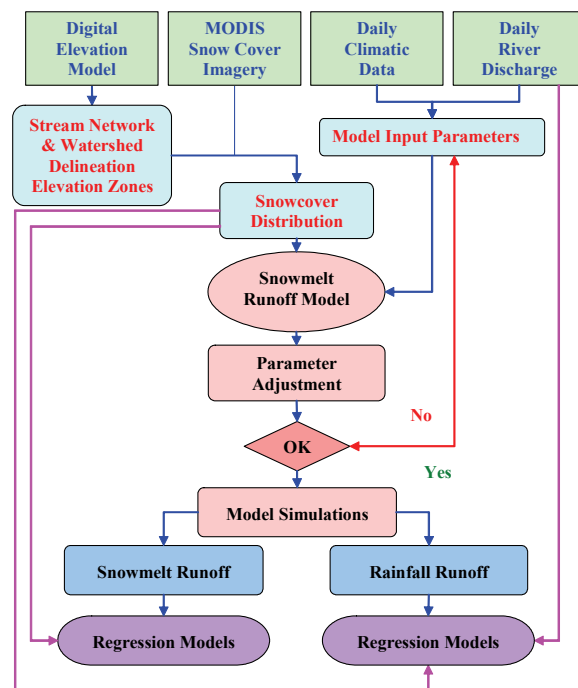 Digital
Elevation
Model
MODIS
Snow Cover
Imagery
Daily
Climatic
Data
Daily
River
Discharge
Stream Network
& Watershed
Delineation
Elevation Zones
Model Input Parameters
Snowcover
Distribution
Snowmelt
Runoff Model
Parameter
Adjustment
No
OK
Yes
Model Simulations
Snowmelt Runoff
Rainfall Runoff
Regression Models
Regression Models